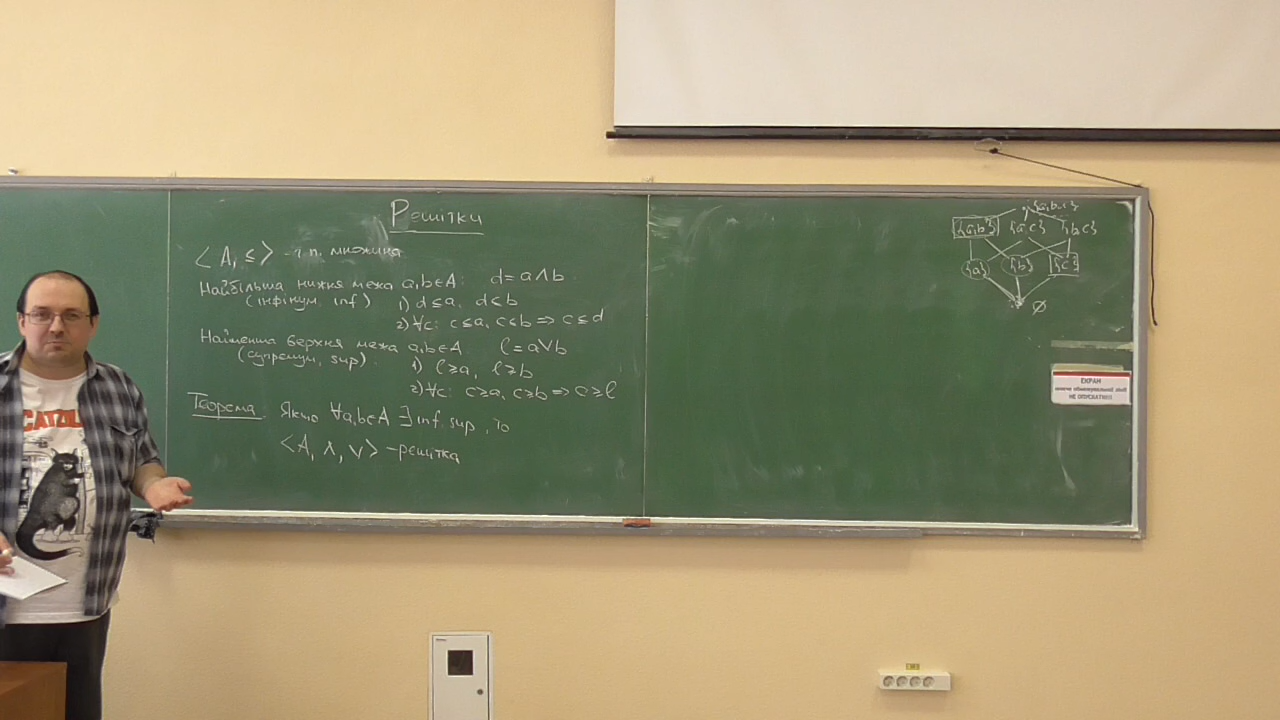 Решітки
<A, ≤> - ч.п. множина
Найбільша нижня межа a,b∈A: d = a∧b
(інфімум, inf) 1) d≤a, d≤b
2) ∀c: c≤a, c≤b ⇒ c≤d
Найменша верхня межа a,b∈A l = a∨b
(супремум, sup) 1) l≥a, l≥b
2) ∀c: c≥a, c≥b ⇒ c≥l
Теорема. Якщо ∀a,b∈A ∃ inf, sup, то
<A, ∧, ∨> - решітка
{a,b,c}
{a,b} {a,c} {b,c}
{a} {b} {c}
∅
ЕКРАН
НЕ ОПУСКАТИ!!!
CATZILLA